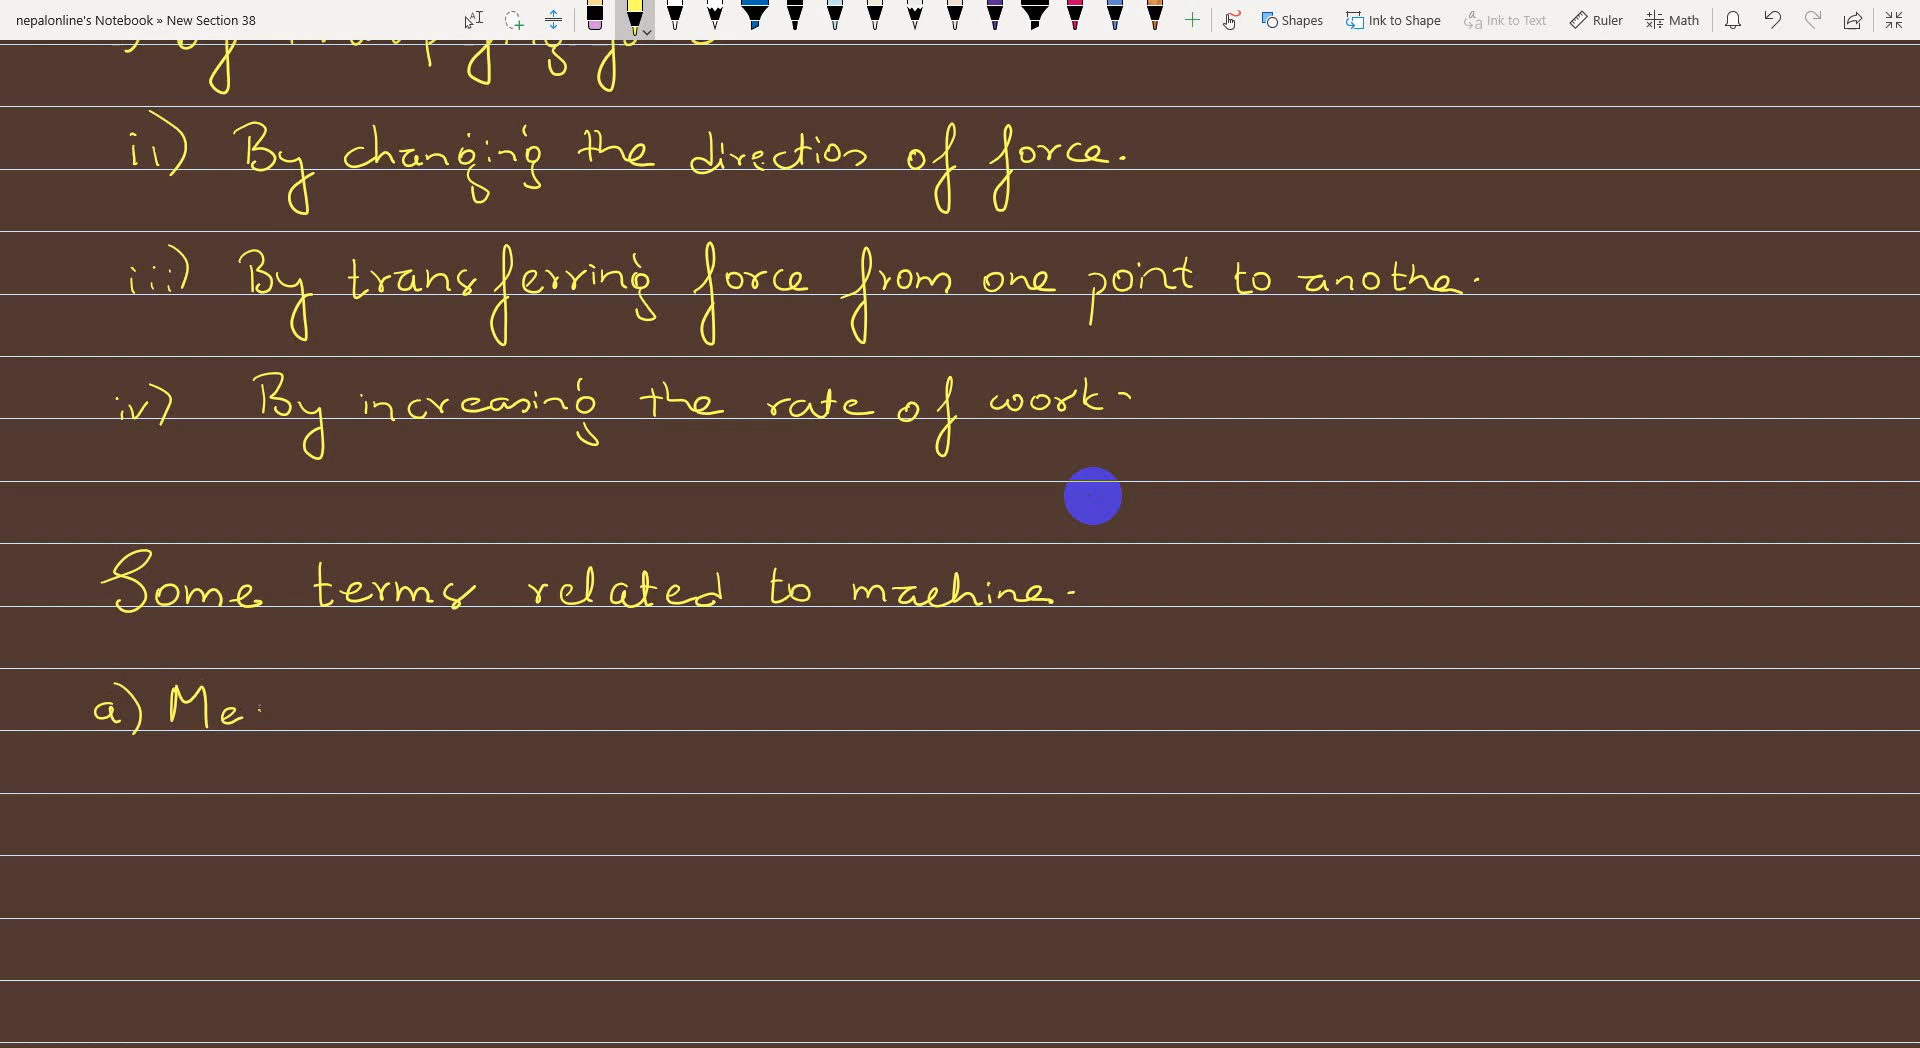 nepalonline's Notebook » New Section 38
Shapes Ink to Shape Ink to Text Ruler Math
ii) By changing the direction of force.
iii) By transferring force from one point to anothe.
iv) By increasing the rate of work.
Some terms related to machine.
a) Me